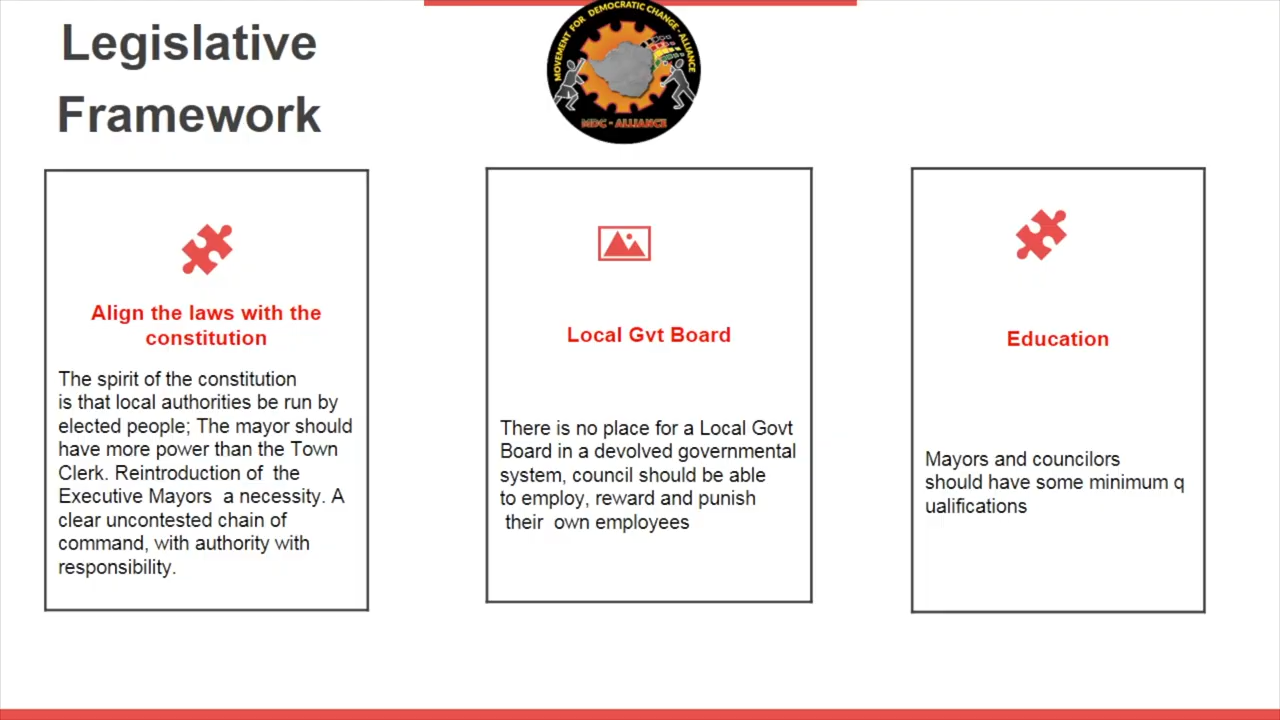 Legislative
Framework
MOVEMENT FOR DEMOCRATIC CHANGE - ALLIANCE
MDC - ALLIANCE
Align the laws with the
constitution
The spirit of the constitution
is that local authorities be run by
elected people; The mayor should
have more power than the Town
Clerk. Reintroduction of the
Executive Mayors a necessity. A
clear uncontested chain of
command, with authority with
responsibility.
Local Gvt Board
There is no place for a Local Govt
Board in a devolved governmental
system, council should be able
to employ, reward and punish
their own employees
Education
Mayors and councilors
should have some minimum q
ualifications